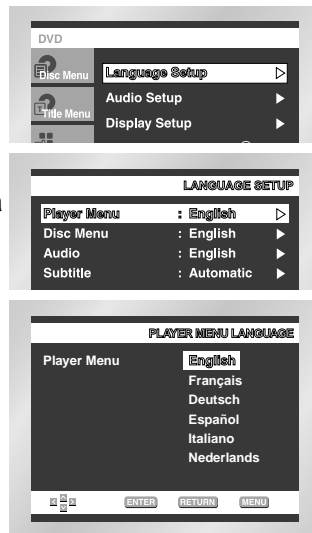 DVD
Disc Menu
Language Setup
Title Menu
Audio Setup
Display Setup
LANGUAGE SETUP
Player Menu : English
Disc Menu : English
Audio : English
Subtitle : Automatic
PLAYER MENU LANGUAGE
Player Menu English
Français
Deutsch
Español
Italiano
Nederlands
ENTER RETURN MENU